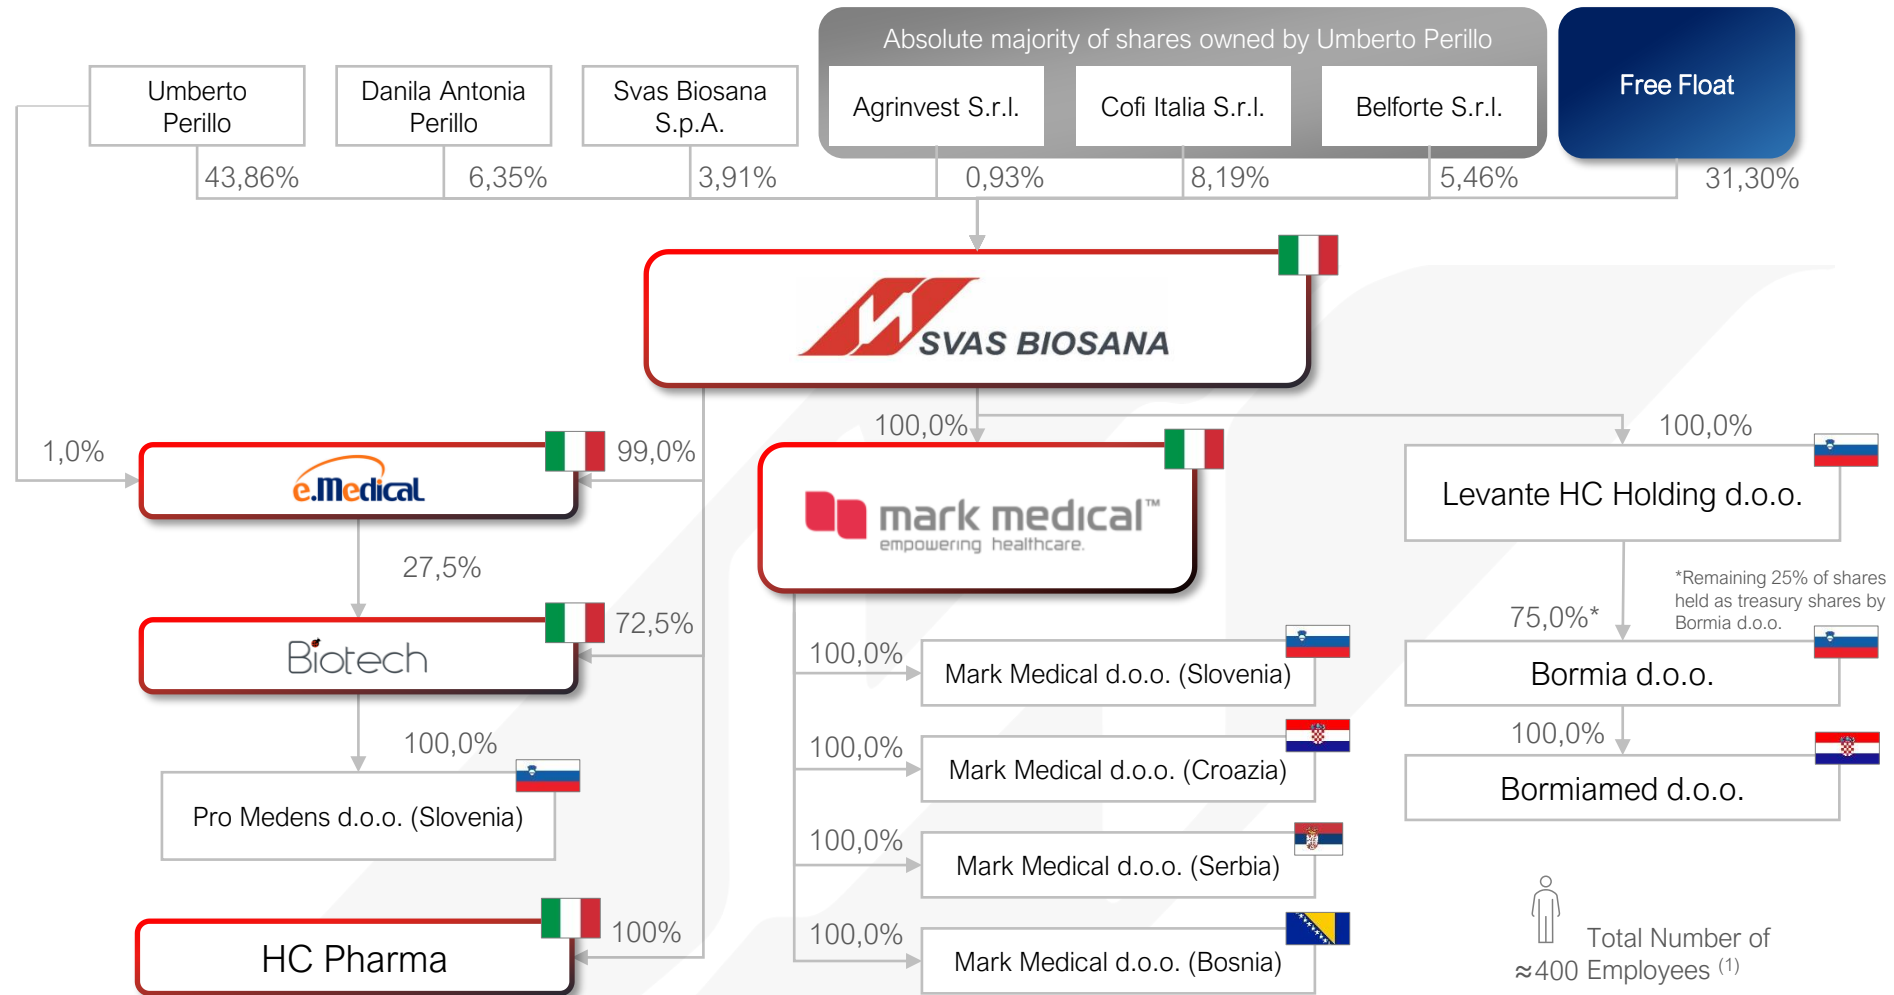 Absolute majority of shares owned by Umberto Perillo
Umberto
Perillo
Danila Antonia
Perillo
Svas Biosana
S.p.A.
Agrinvest S.r.l.
Cofi Italia S.r.l.
Belforte S.r.l.
Free Float
43,86%
6,35%
3,91%
0,93%
8,19%
5,46%
31,30%
SVAS BIOSANA
1,0%
e.Medical
99,0%
100,0%
100,0%
mark medical™
empowering healthcare.
Levante HC Holding d.o.o.
27,5%
*Remaining 25% of shares
held as treasury shares by
Bormia d.o.o.
75,0%*
Biotech
72,5%
100,0%
Mark Medical d.o.o. (Slovenia)
Bormia d.o.o.
100,0%
Pro Medens d.o.o. (Slovenia)
100,0%
Mark Medical d.o.o. (Croazia)
100,0%
Bormiamed d.o.o.
100,0%
Mark Medical d.o.o. (Serbia)
HC Pharma
100%
100,0%
Mark Medical d.o.o. (Bosnia)
Total Number of
≈400 Employees (1)